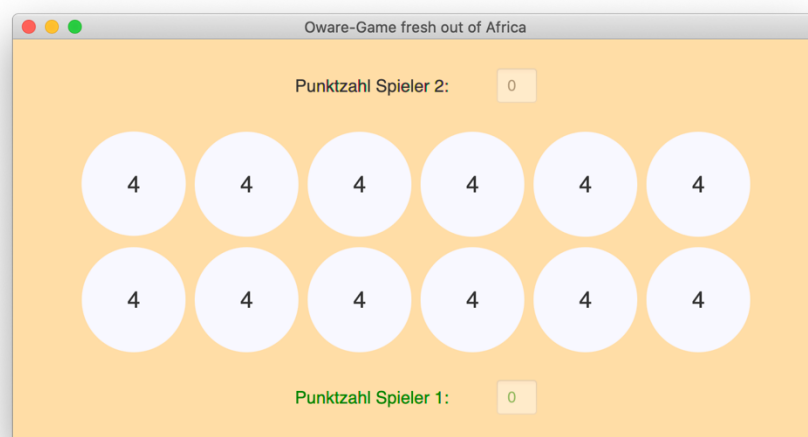 Oware-Game fresh out of Africa
Punktzahl Spieler 2: 0
4 4 4 4 4 4
4 4 4 4 4 4
Punktzahl Spieler 1: 0